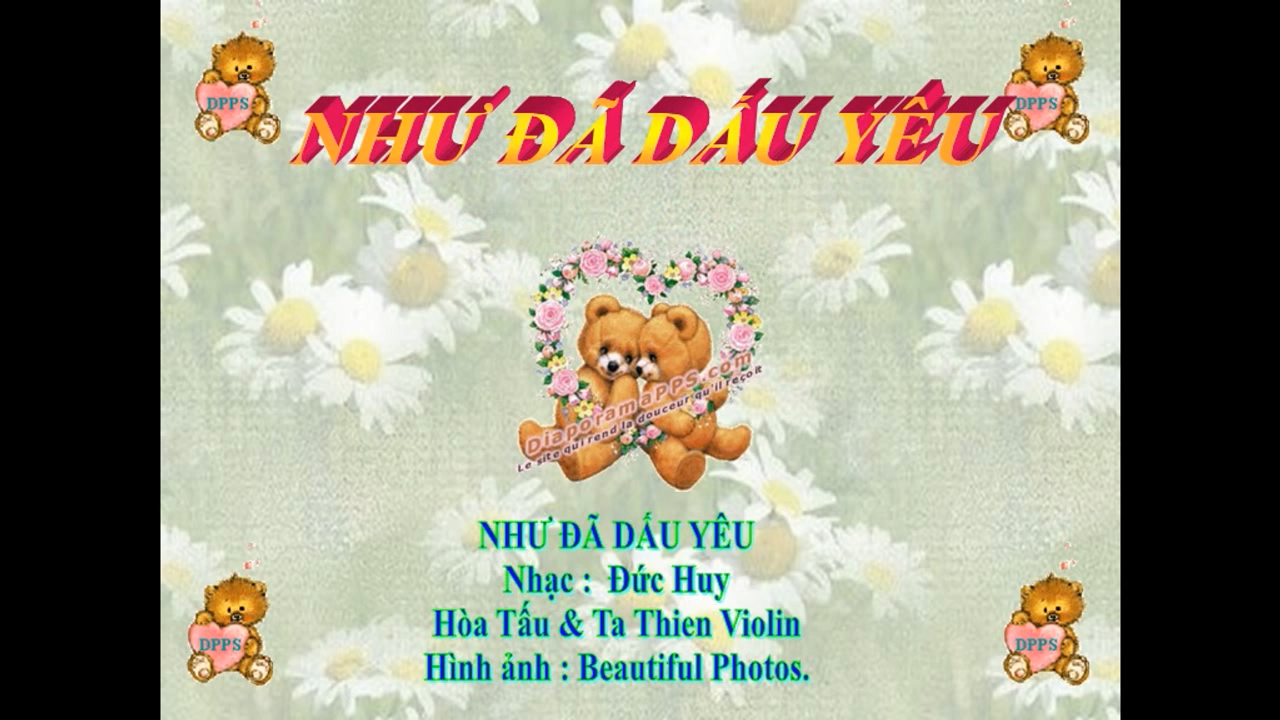 DPPS
DPPS
NHƯ ĐÃ DẤU YÊU
DiaporamaPPS.com
Le site qui rend la douceur qu'il reçoit
NHƯ ĐÃ DẤU YÊU
Nhạc : Đức Huy
Hòa Tấu & Ta Thien Violin
Hình ảnh : Beautiful Photos.
DPPS
DPPS